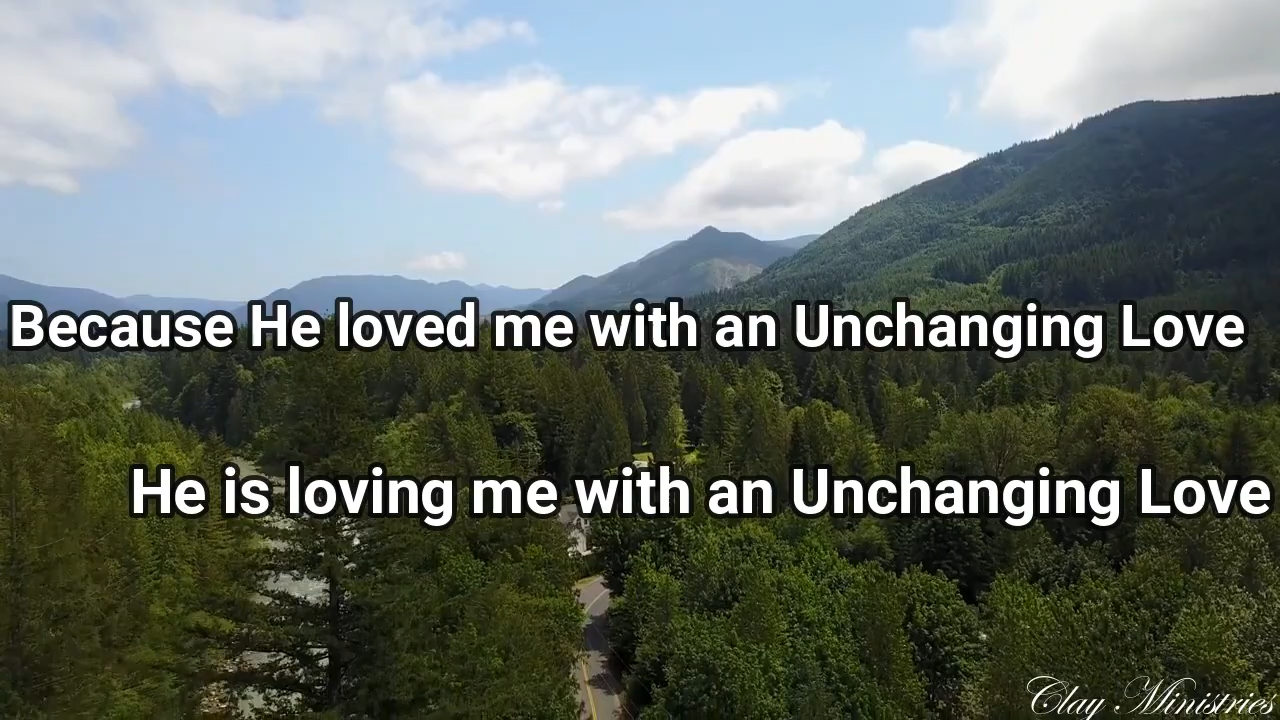 Because He loved me with an Unchanging Love
He is loving me with an Unchanging Love
Clay Ministries